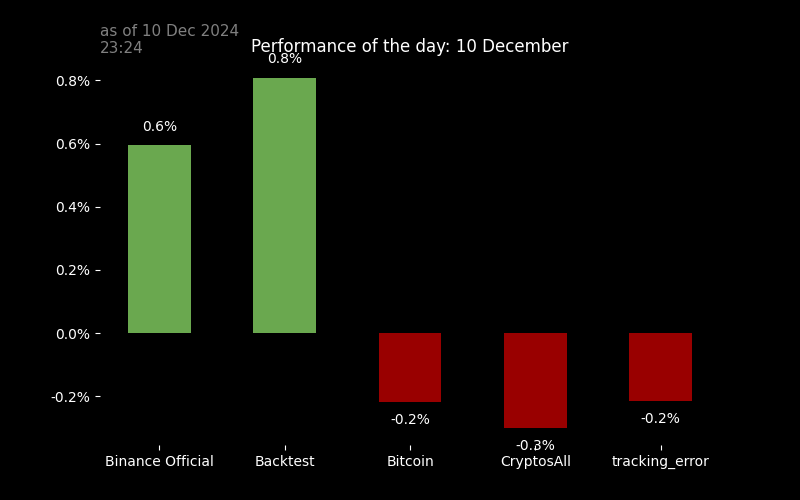 as of 10 Dec 2024
23:24
Performance of the day: 10 December
0.8%
0.8%
0.6%
0.6%
0.4%
0.2%
0.0%
-0.2%
-0.2%
-0.2%
-0.3%
Binance Official
Backtest
Bitcoin
CryptosAll
tracking_error